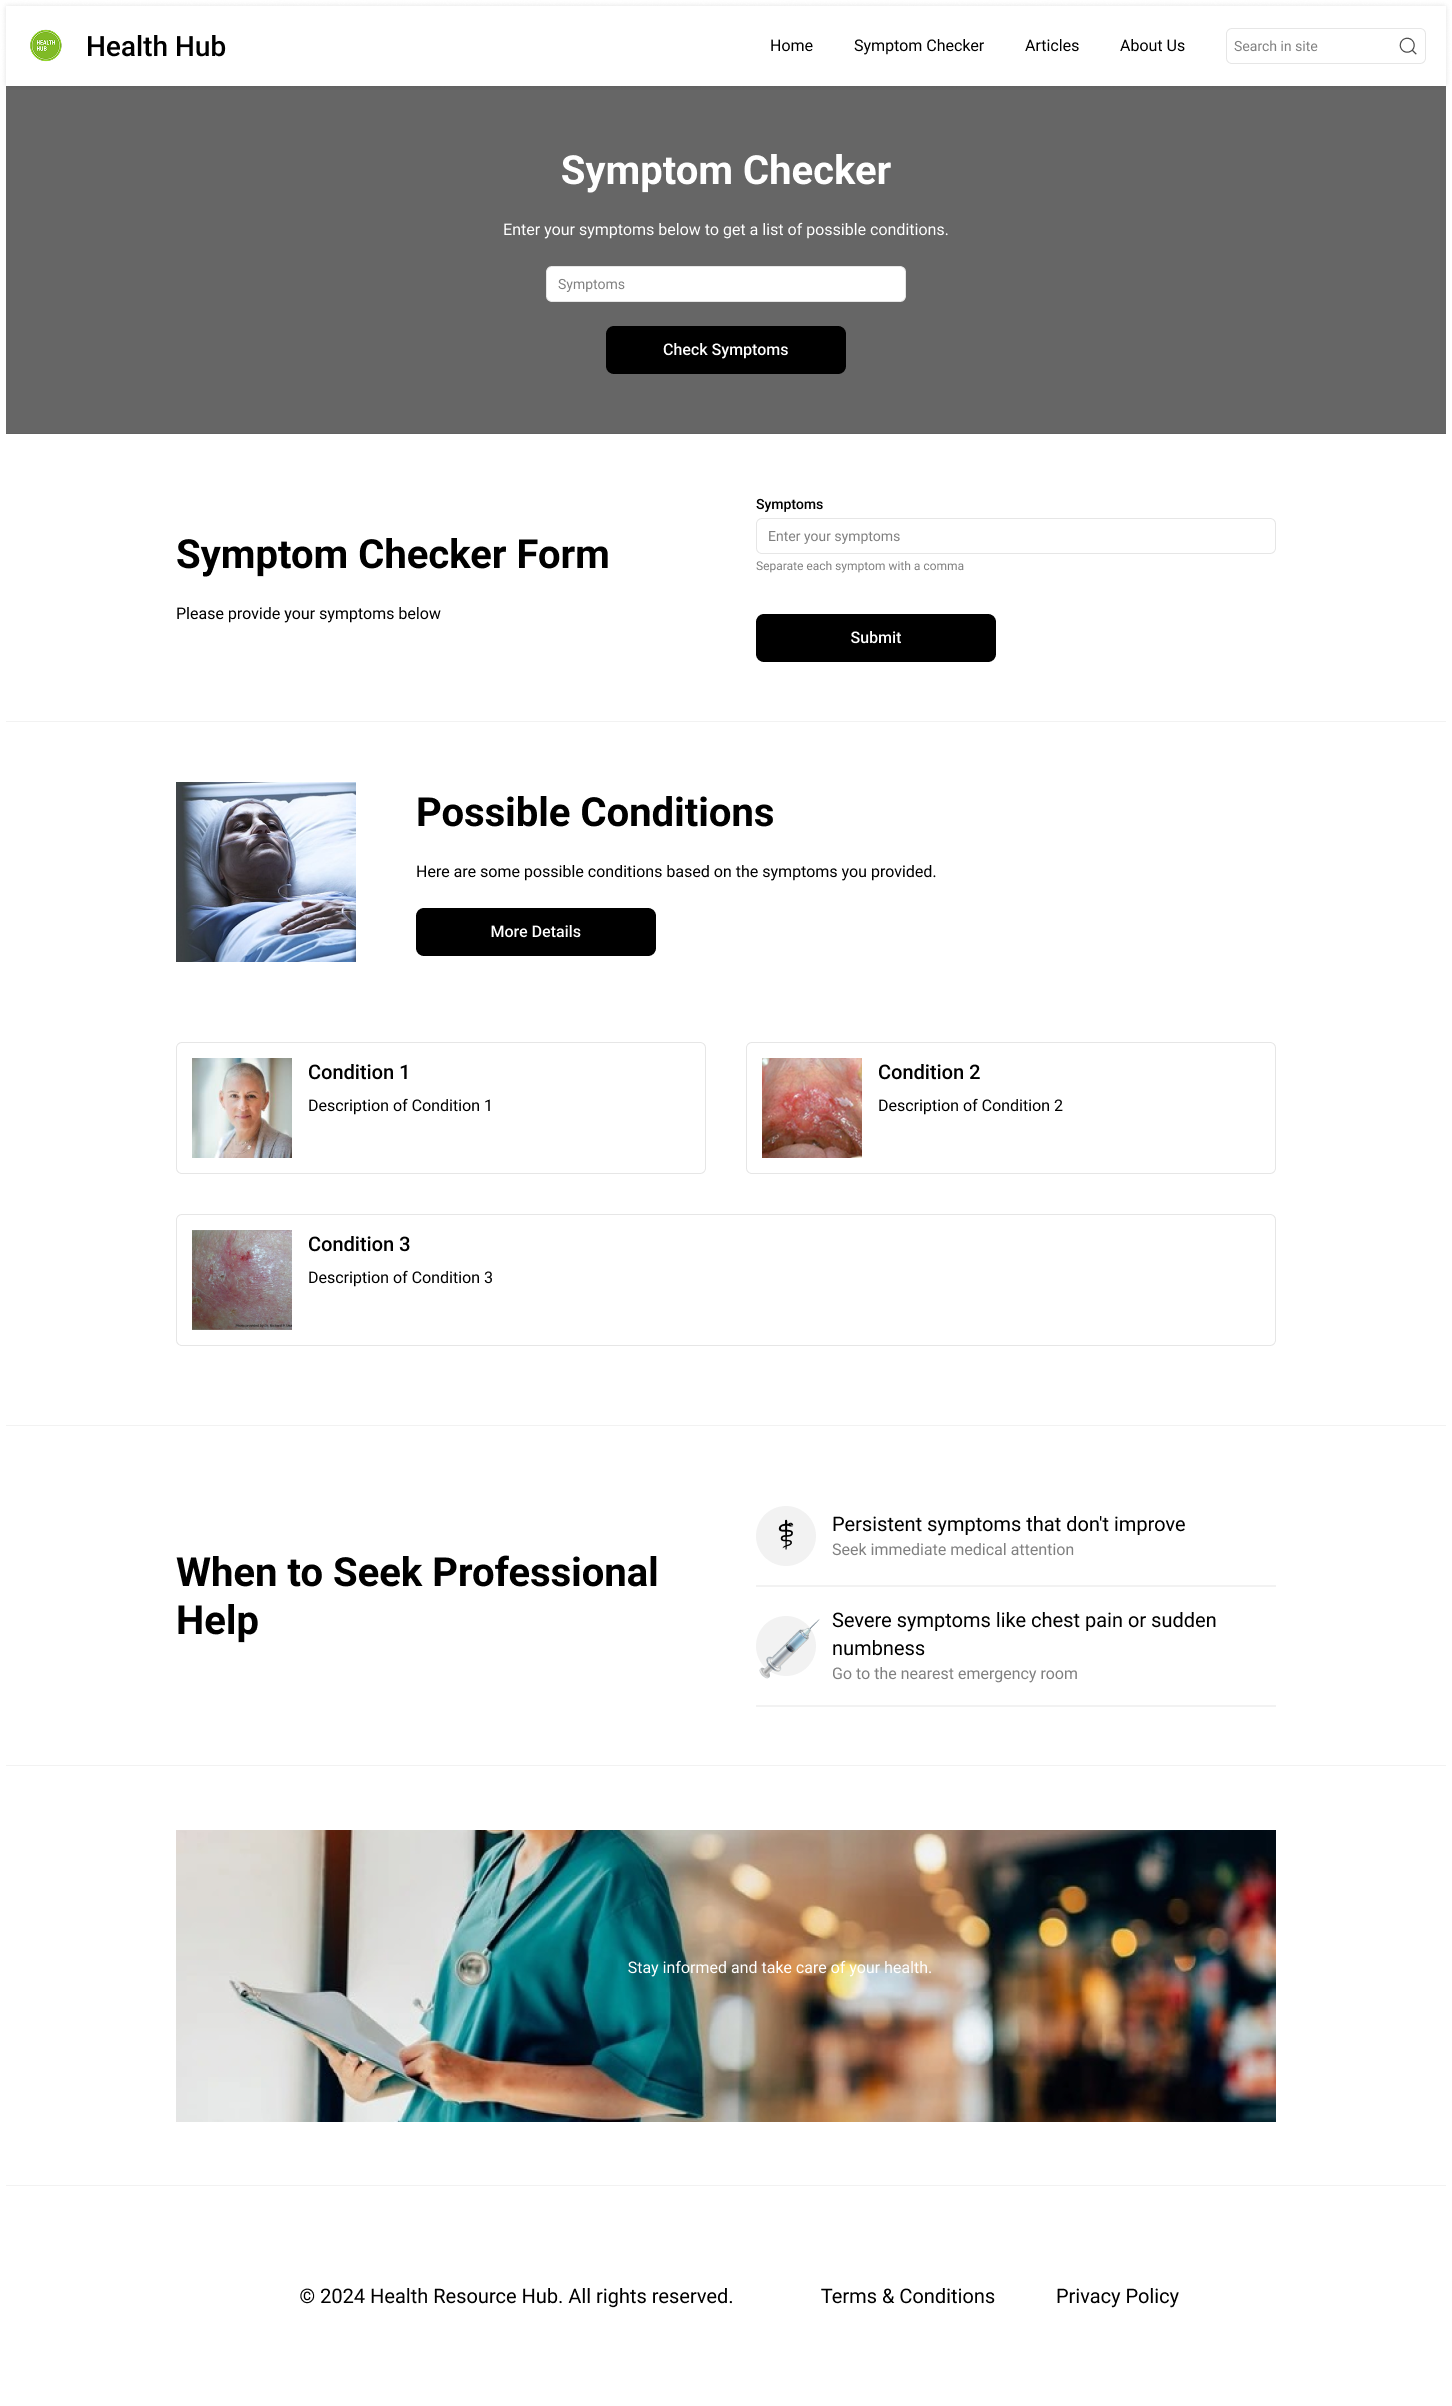 HEALTH
HUB
Health Hub
Home
Symptom Checker
Articles
About Us
Search in site
Symptom Checker
Enter your symptoms below to get a list of possible conditions.
Symptoms
Check Symptoms
Symptom Checker Form
Please provide your symptoms below
Symptoms
Enter your symptoms
Separate each symptom with a comma
Submit
Possible Conditions
Here are some possible conditions based on the symptoms you provided.
More Details
Condition 1
Description of Condition 1
Condition 2
Description of Condition 2
Condition 3
Description of Condition 3
When to Seek Professional
Help
Persistent symptoms that don't improve
Seek immediate medical attention
Severe symptoms like chest pain or sudden
numbness
Go to the nearest emergency room
Stay informed and take care of your health.
© 2024 Health Resource Hub. All rights reserved.
Terms & Conditions
Privacy Policy